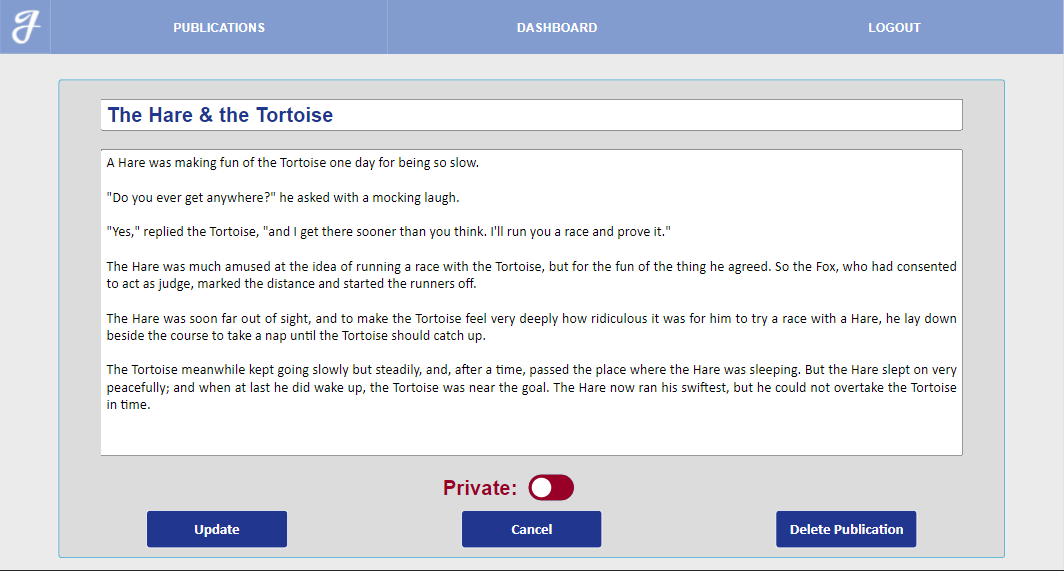 J
PUBLICATIONS
DASHBOARD
LOGOUT
The Hare & the Tortoise
A Hare was making fun of the Tortoise one day for being so slow.
"Do you ever get anywhere?" he asked with a mocking laugh.
"Yes," replied the Tortoise, "and I get there sooner than you think. I'll run you a race and prove it."
The Hare was much amused at the idea of running a race with the Tortoise, but for the fun of the thing he agreed. So the Fox, who had consented
to act as judge, marked the distance and started the runners off.
The Hare was soon far out of sight, and to make the Tortoise feel very deeply how ridiculous it was for him to try a race with a Hare, he lay down
beside the course to take a nap until the Tortoise should catch up.
The Tortoise meanwhile kept going slowly but steadily, and, after a time, passed the place where the Hare was sleeping. But the Hare slept on very
peacefully; and when at last he did wake up, the Tortoise was near the goal. The Hare now ran his swiftest, but he could not overtake the Tortoise
in time.
Private:
Update
Cancel
Delete Publication